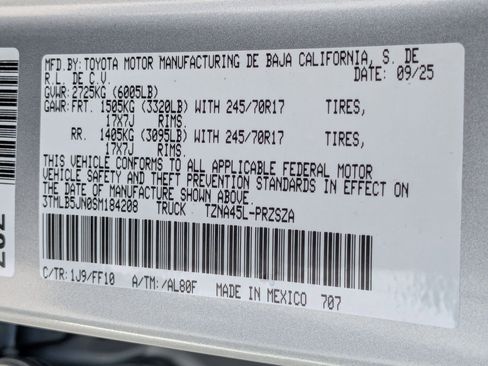 MFD.BY:TOYOTA MOTOR MANUFACTURING DE BAJA CALIFORNIA, S. DE
R.L. DE C.V. DATE: 09/25
GVWR:2725KG (6005LB)
GAWR:FRT. 1505KG (3320LB) WITH 245/70R17 TIRES,
17X7J RIMS.
RR. 1405KG (3095LB) WITH 245/70R17 TIRES,
17X7J RIMS.
THIS VEHICLE CONFORMS TO ALL APPLICABLE FEDERAL MOTOR
VEHICLE SAFETY AND THEFT PREVENTION STANDARDS IN EFFECT ON
THE DATE OF MANUFACTURE SHOWN ABOVE.
3TMLB5JN0SM184208 TRUCK TZNA45L-PRZSZA
C/TR:1J9/FF10 A/TM:/AL80F MADE IN MEXICO 707